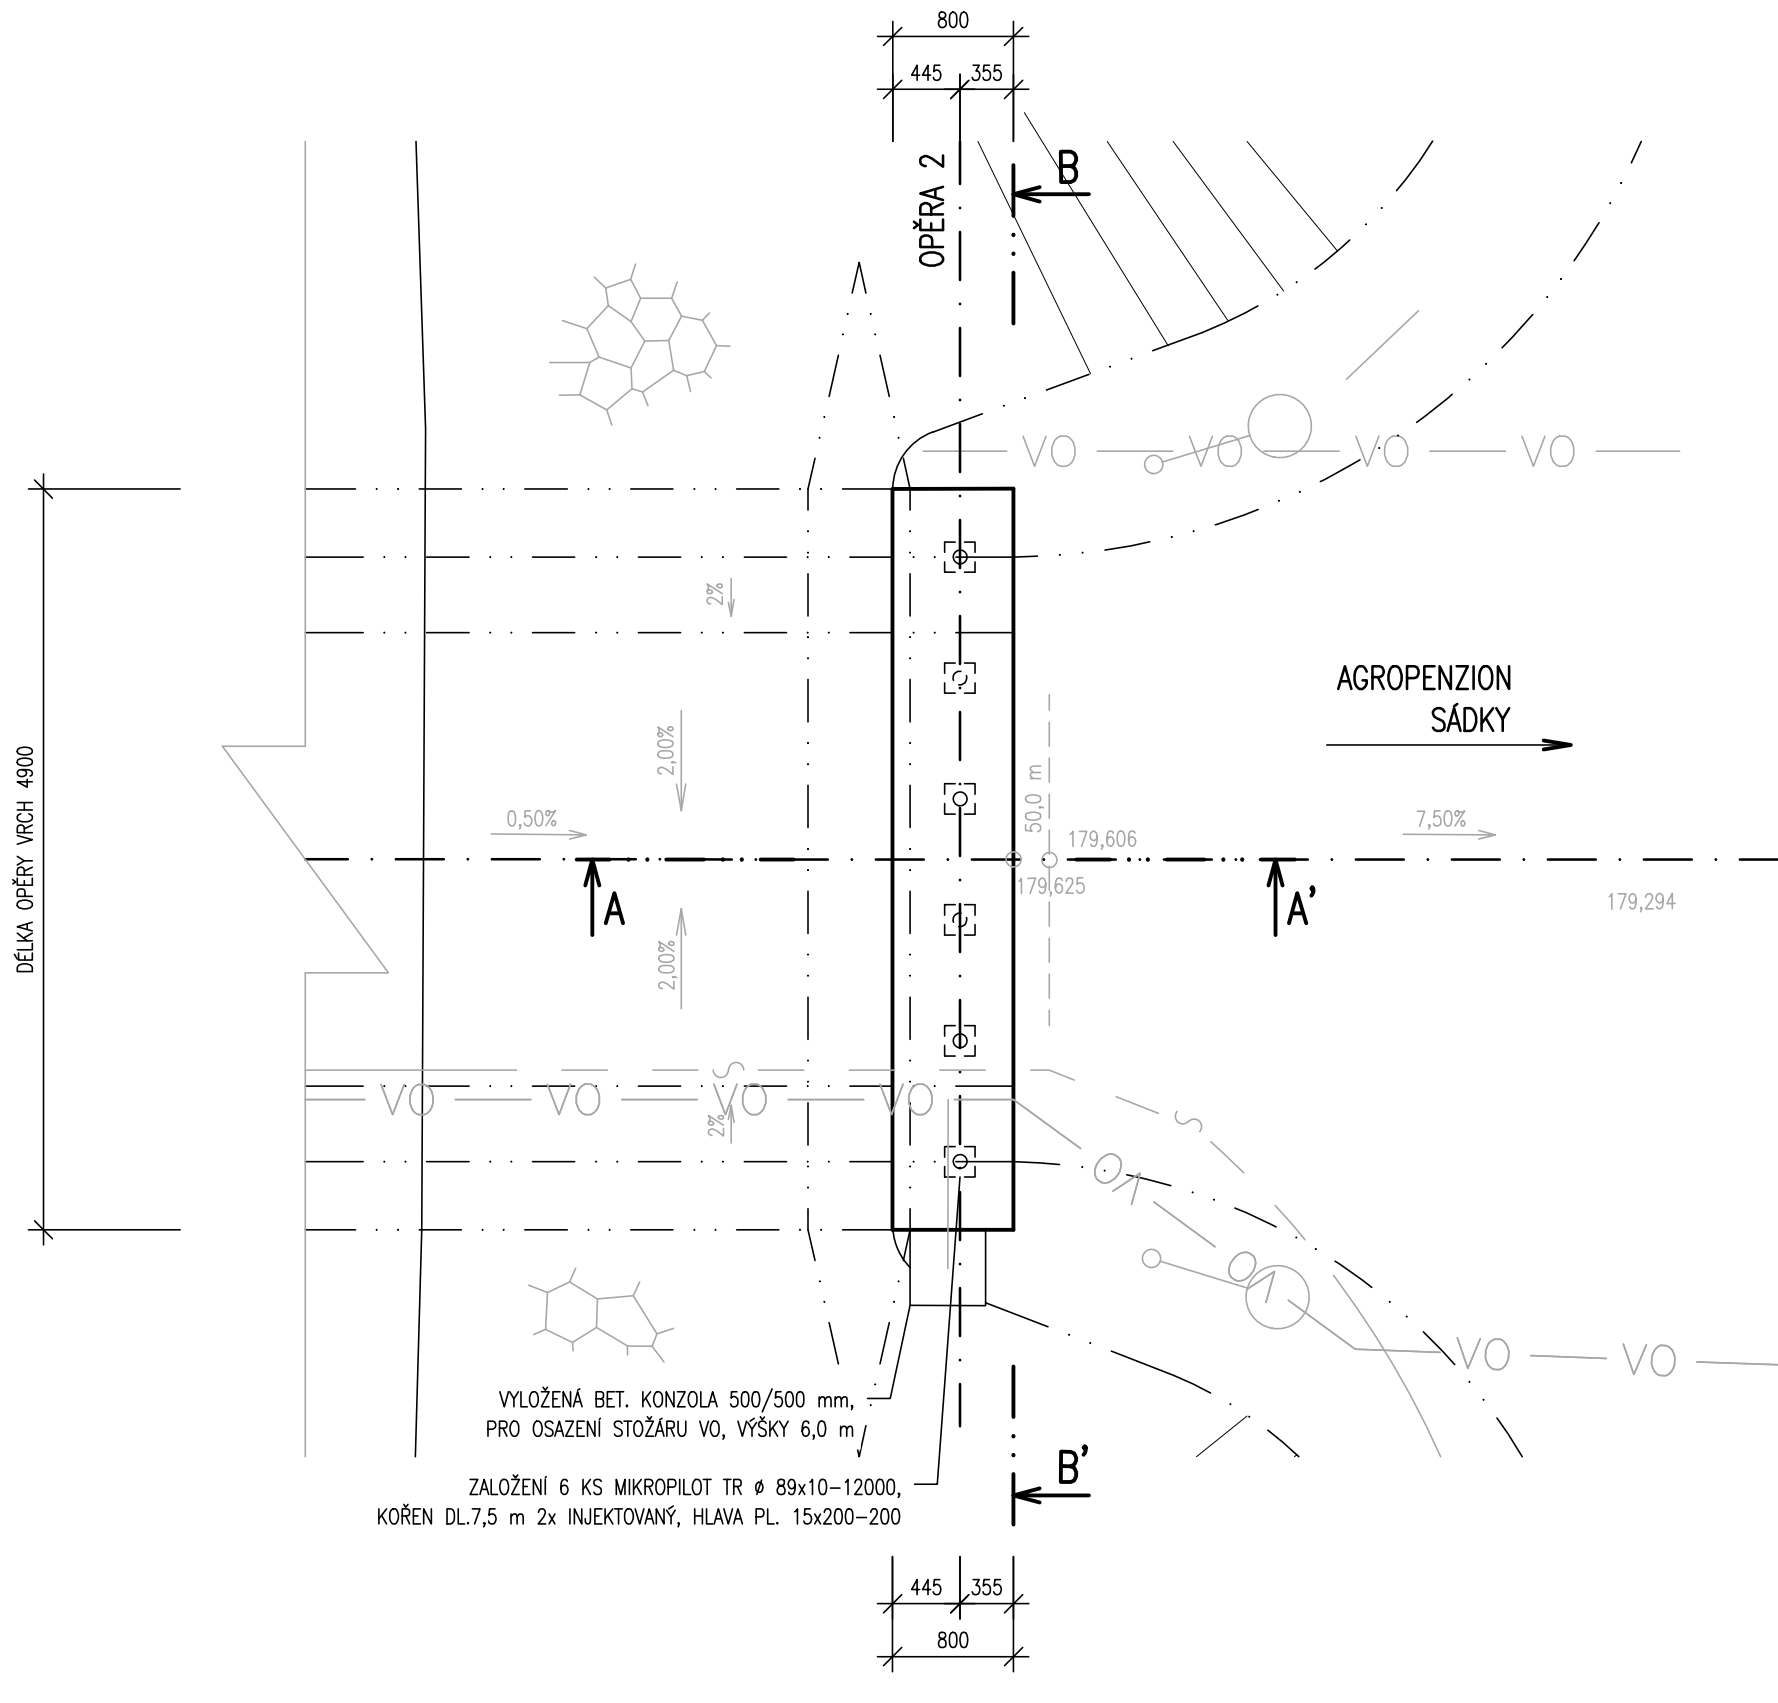 800
445 355
OPĚRA 2
B
VO VO VO VO
2%
AGROPENZION
SÁDKY
2,00%
50,0 m
0,50%
7,50%
179,606
179,625
179,294
DÉLKA OPĚRY VRCH 4900
A
A'
2,00%
S
VO VO VO VO
2%
S
VO
VO
VO VO
VYLOŽENÁ BET. KONZOLA 500/500 mm,
PRO OSAZENÍ STOŽÁRU VO, VÝŠKY 6,0 m
B'
ZALOŽENÍ 6 KS MIKROPILOT TR ø 89x10-12000,
KOŘEN DL.7,5 m 2x INJEKTOVANÝ, HLAVA PL. 15x200-200
445 355
800